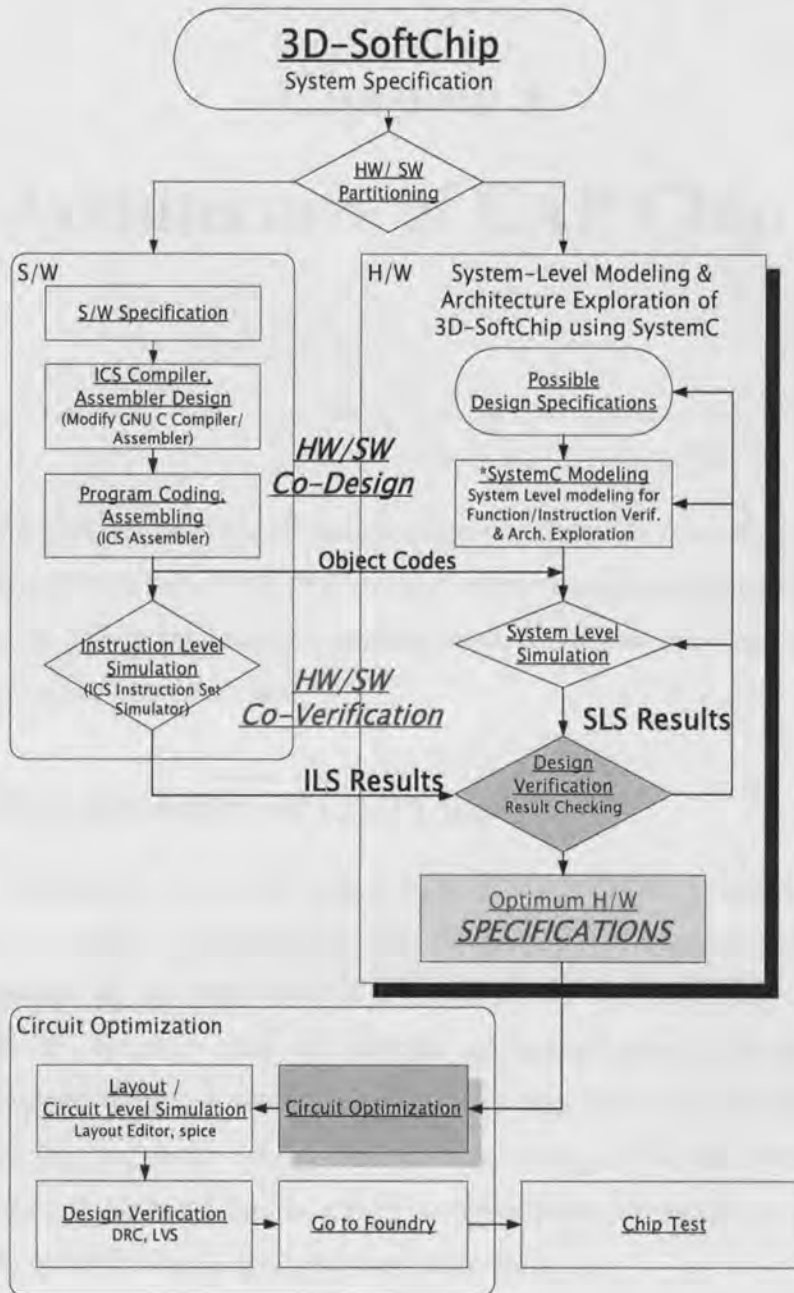 3D-SoftChip
System Specification
HW/ SW
Partitioning
S/W
S/W Specification
ICS Compiler,
Assembler Design
(Modify GNU C Compiler/
Assembler)
Program Coding,
Assembling
(ICS Assembler)
Instruction Level
Simulation
(ICS Instruction Set
Simulator)
HW/SW
Co-Design
Object Codes
HW/SW
Co-Verification
ILS Results
H/W
System-Level Modeling &
Architecture Exploration of
3D-SoftChip using SystemC
Possible
Design Specifications
*SystemC Modeling
System Level modeling for
Function/Instruction Verif.
& Arch. Exploration
System Level
Simulation
SLS Results
Design
Verification
Result Checking
Optimum H/W
SPECIFICATIONS
Circuit Optimization
Layout /
Circuit Level Simulation
Layout Editor, spice
Circuit Optimization
Design Verification
DRC, LVS
Go to Foundry
Chip Test